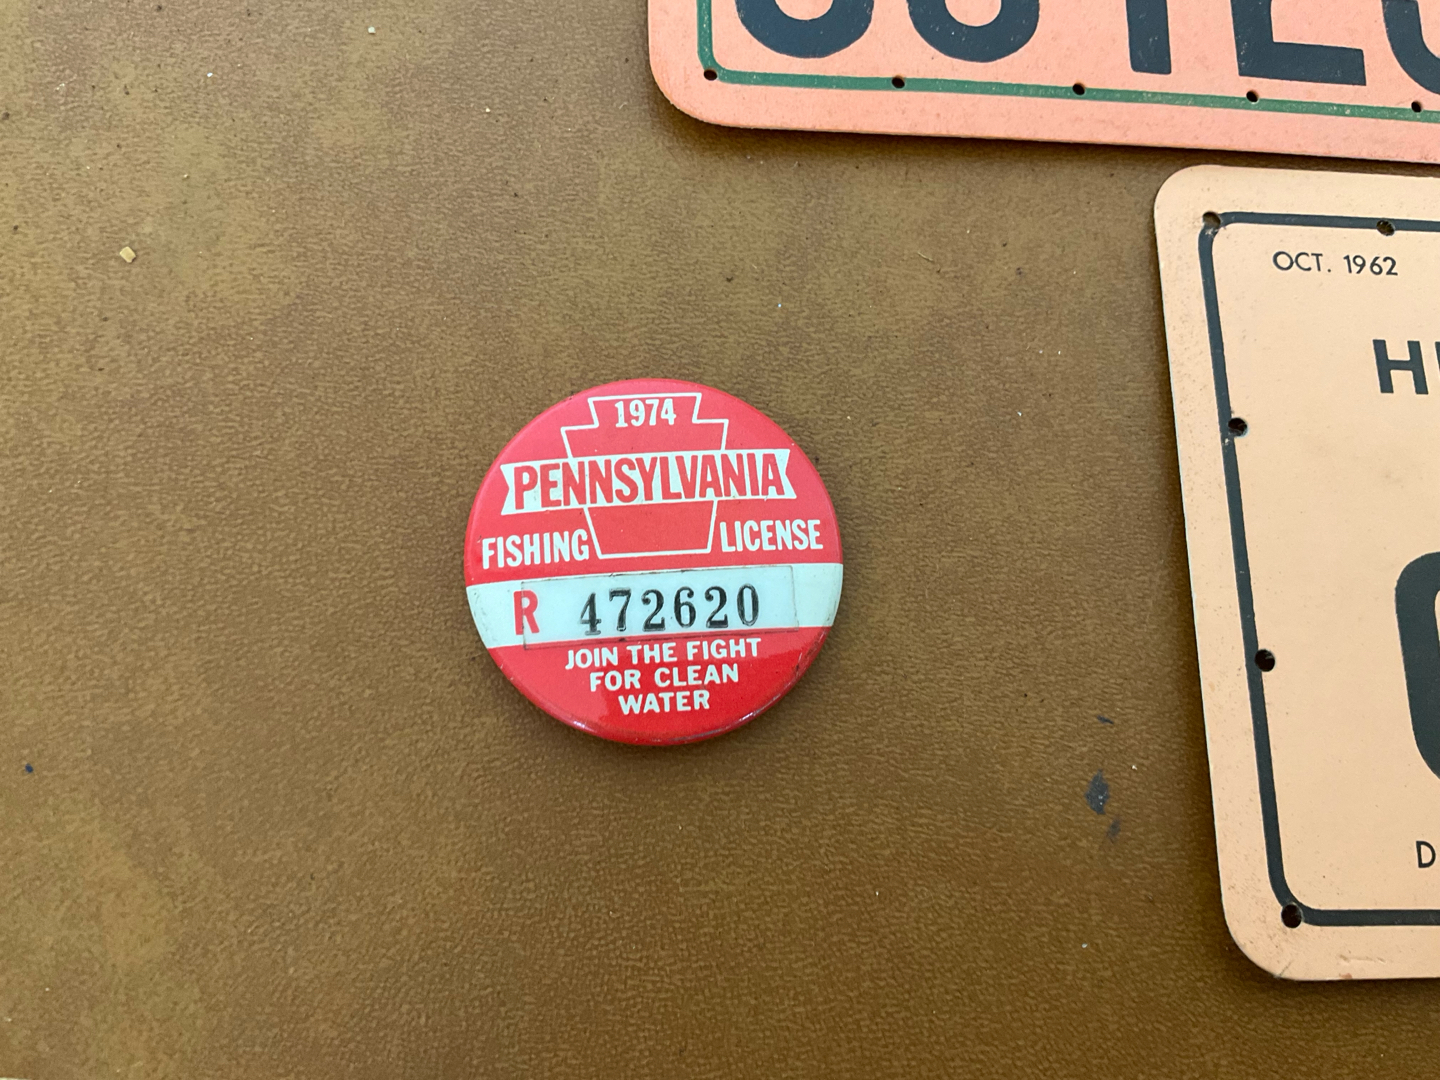 1974
PENNSYLVANIA
FISHING LICENSE
R 472620
JOIN THE FIGHT
FOR CLEAN
WATER
OCT. 1962